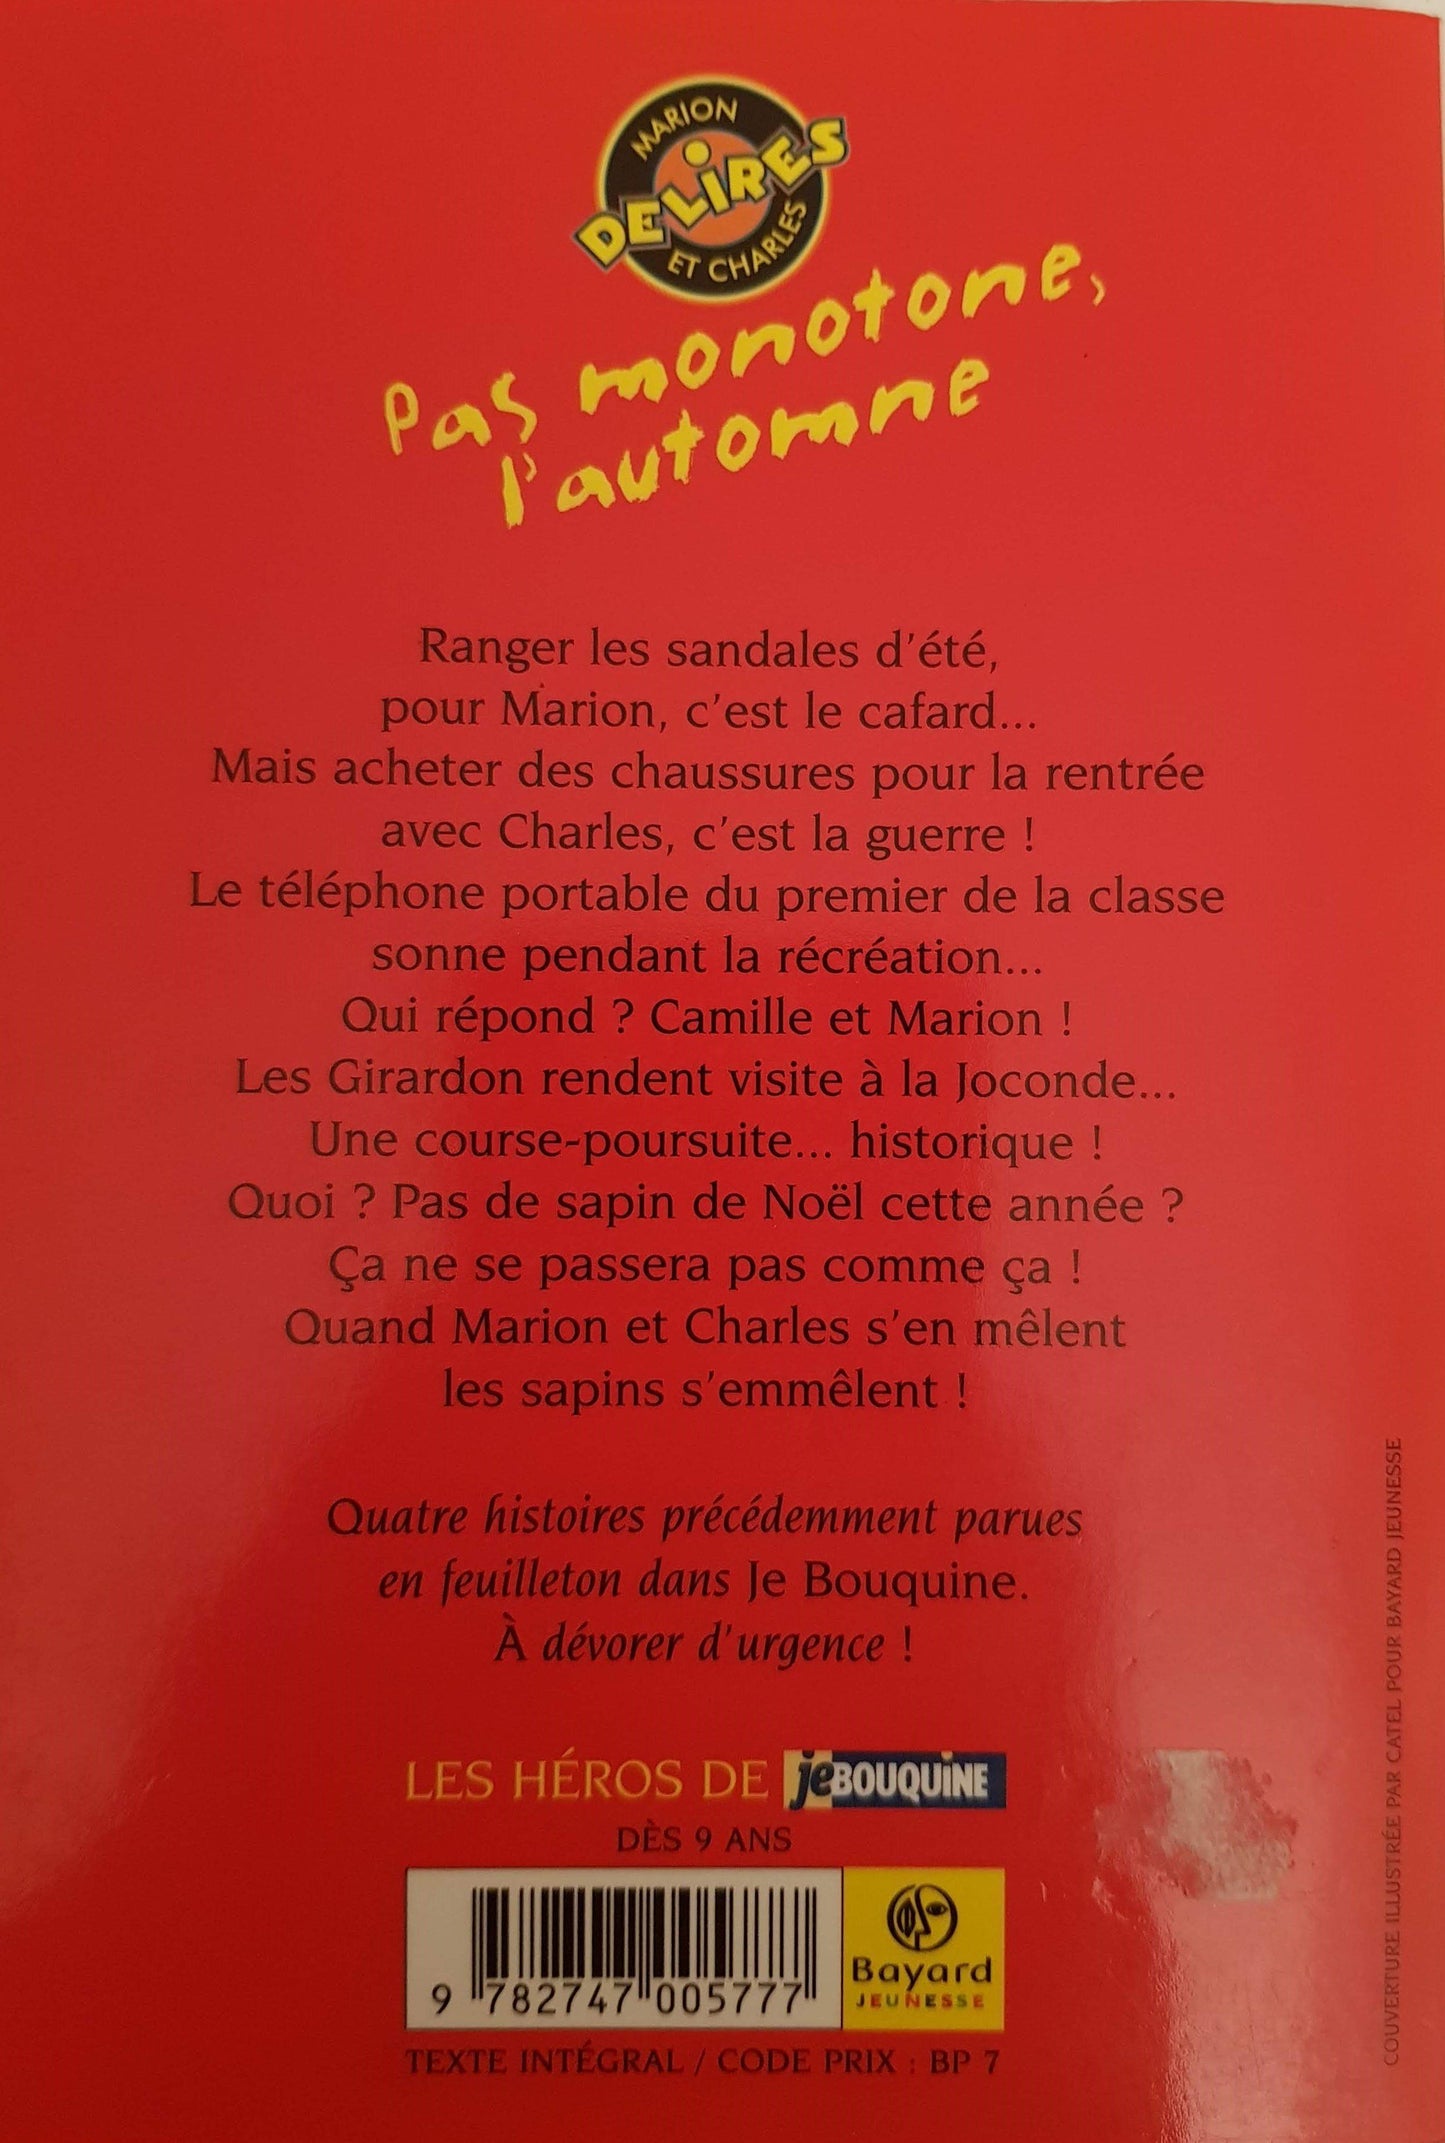 MARION
DELIRES
ET CHARLES
Pas monotone,
l'automne
Ranger les sandales d'été,
pour Marion, c'est le cafard...
Mais acheter des chaussures pour la rentrée
avec Charles, c'est la guerre !
Le téléphone portable du premier de la classe
sonne pendant la récréation...
Qui répond ? Camille et Marion !
Les Girardon rendent visite à la Joconde...
Une course-poursuite... historique !
Quoi ? Pas de sapin de Noël cette année ?
Ça ne se passera pas comme ça !
Quand Marion et Charles s'en mêlent
les sapins s'emmêlent !
Quatre histoires précédemment parues
en feuilleton dans Je Bouquine.
À dévorer d'urgence !
LES HÉROS DE jeBOUQUiNE
DÈS 9 ANS
9 782747 005777
Bayard
JEUNESSE
TEXTE INTÉGRAL / CODE PRIX : BP 7
COUVERTURE ILLUSTRÉE PAR CATEL POUR BAYARD JEUNESSE